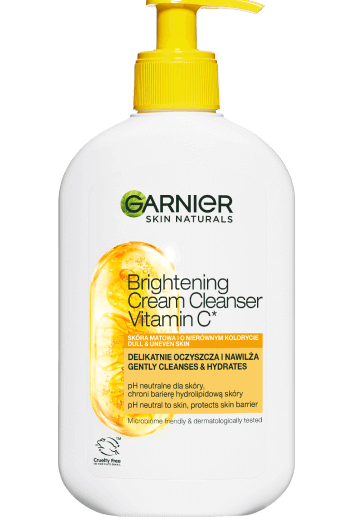 GARNIER
SKIN NATURALS
Brightening
Cream Cleanser
Vitamin C*
SKÓRA MATOWA I O NIERÓWNYM KOLORYCIE
DULL & UNEVEN SKIN
DELIKATNIE OCZYSZCZA I NAWILŻA
GENTLY CLEANSES & HYDRATES
pH neutralne dla skóry,
chroni barierę hydrolipidową skóry
pH neutral to skin, protects skin barrier
Microbiome friendly & dermatologically tested
Cruelty Free
INTERNATIONAL